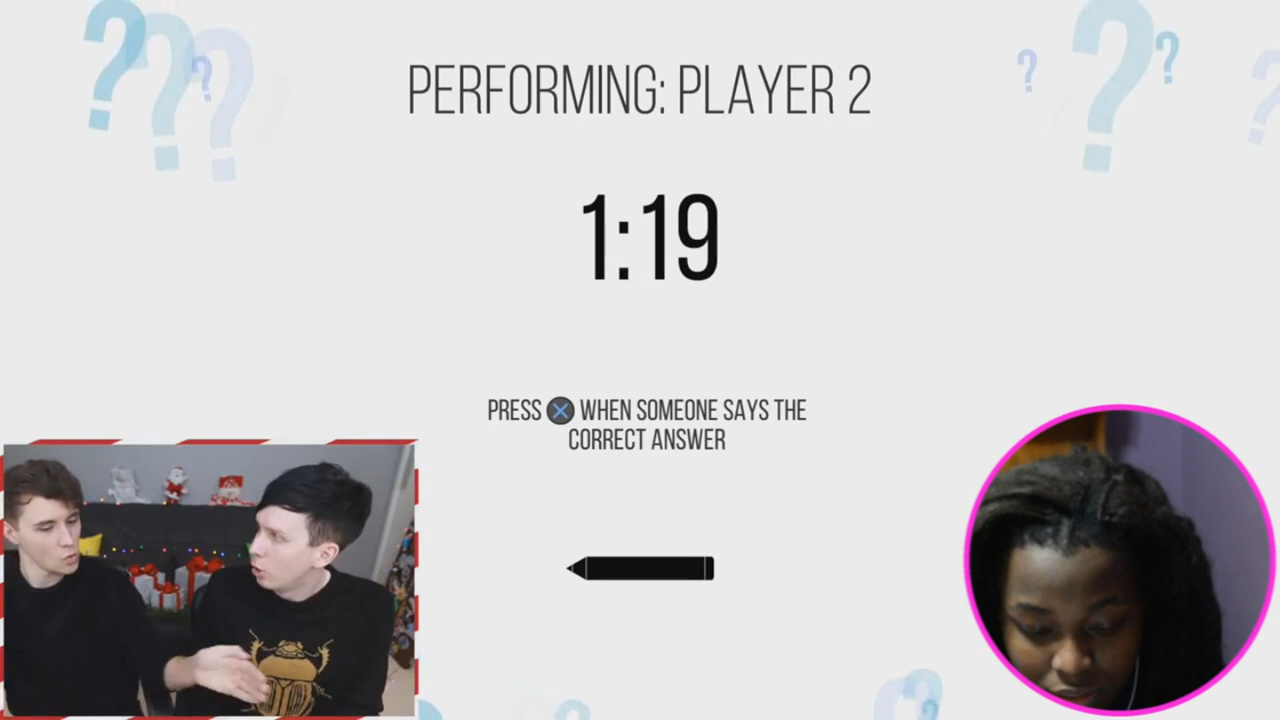 PERFORMING: PLAYER 2
1:19
PRESS WHEN SOMEONE SAYS THE
CORRECT ANSWER